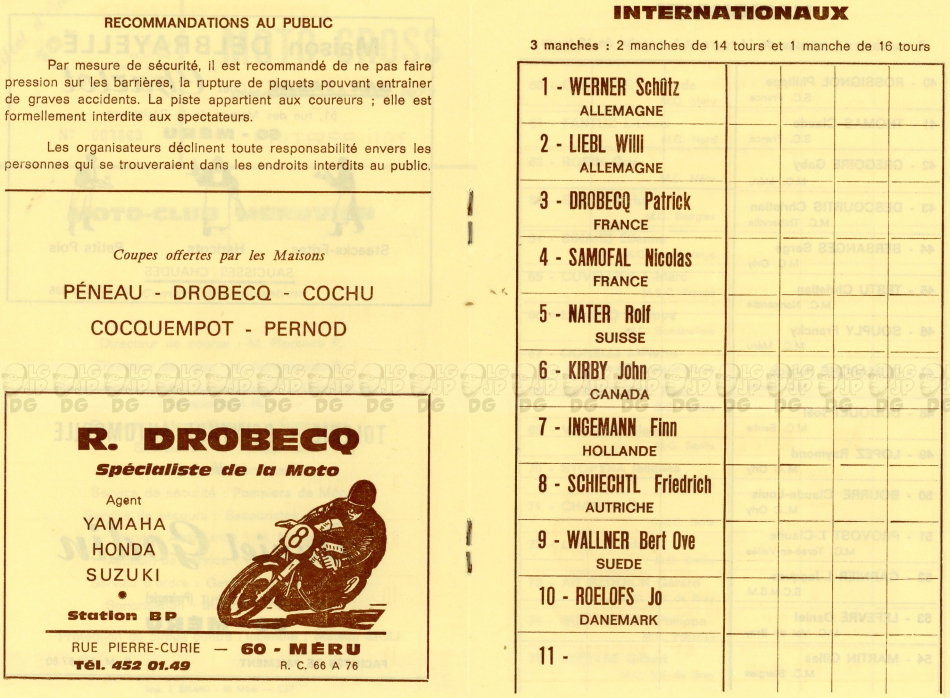 RECOMMANDATIONS AU PUBLIC
Par mesure de sécurité, il est recommandé de ne pas faire
pression sur les barrières, la rupture de piquets pouvant entraîner
de graves accidents. La piste appartient aux coureurs ; elle est
formellement interdite aux spectateurs.
Les organisateurs déclinent toute responsabilité envers les
personnes qui se trouveraient dans les endroits interdits au public.
Coupes offertes par les Maisons
PÉNEAU - DROBECQ - COCHU
COCQUEMPOT - PERNOD
R. DROBECQ
Spécialiste de la Moto
Agent
YAMAHA
HONDA
SUZUKI
8
Station BP
RUE PIERRE-CURIE — 60 - MÉRU
Tél. 452 01.49 R. C. 66 A 76
INTERNATIONAUX
3 manches : 2 manches de 14 tours et 1 manche de 16 tours
1 - WERNER Schütz
ALLEMAGNE
2 - LIEBL Willi
ALLEMAGNE
3 - DROBECQ Patrick
FRANCE
4 - SAMOFAL Nicolas
FRANCE
5 - NATER Rolf
SUISSE
6 - KIRBY John
CANADA
7 - INGEMANN Finn
HOLLANDE
8 - SCHIECHTL Friedrich
AUTRICHE
9 - WALLNER Bert Ove
SUEDE
10 - ROELOFS Jo
DANEMARK
11 -